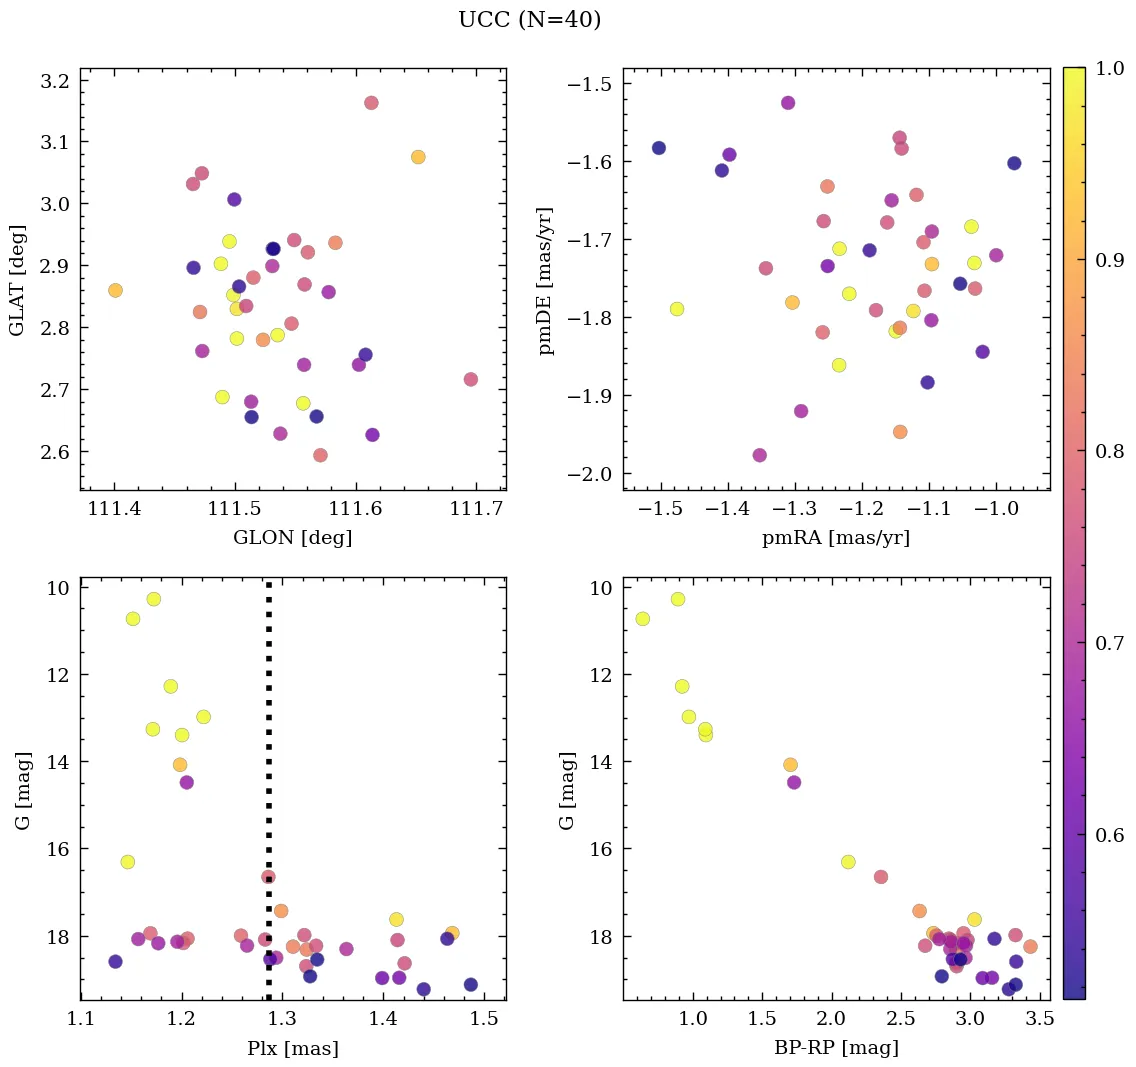 UCC (N=40)
3.2
3.1
3.0
2.9
2.8
2.7
2.6
GLAT [deg]
111.4 111.5 111.6 111.7
GLON [deg]
−1.5
−1.6
−1.7
−1.8
−1.9
−2.0
pmDE [mas/yr]
−1.5 −1.4 −1.3 −1.2 −1.1 −1.0
pmRA [mas/yr]
10
12
14
16
18
G [mag]
1.1 1.2 1.3 1.4 1.5
Plx [mas]
10
12
14
16
18
G [mag]
1.0 1.5 2.0 2.5 3.0 3.5
BP-RP [mag]
1.0
0.9
0.8
0.7
0.6